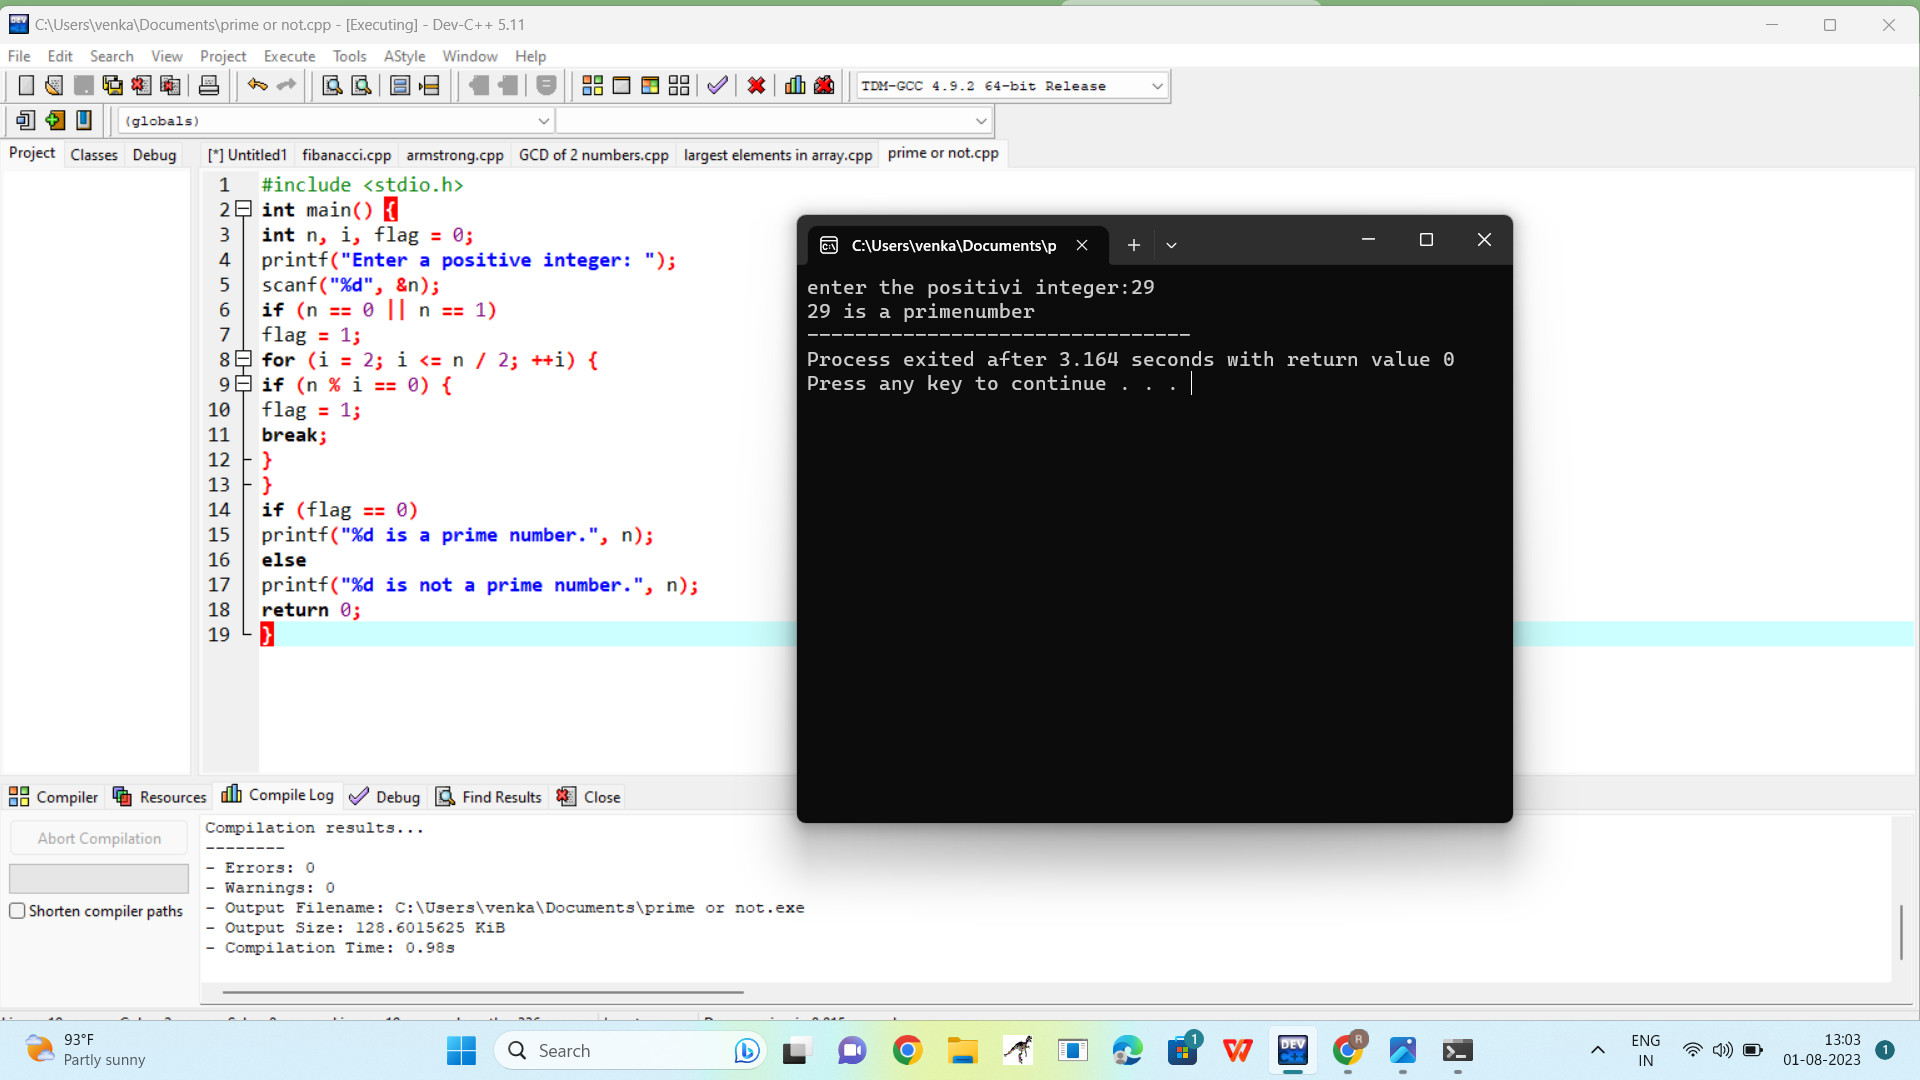 C:\Users\venka\Documents\prime or not.cpp - [Executing] - Dev-C++ 5.11
File Edit Search View Project Execute Tools AStyle Window Help
TDM-GCC 4.9.2 64-bit Release
(globals)
Project Classes Debug [*] Untitled1 fibanacci.cpp armstrong.cpp GCD of 2 numbers.cpp largest elements in array.cpp prime or not.cpp
1 #include <stdio.h>
2 int main() {
3 int n, i, flag = 0;
4 printf("Enter a positive integer: ");
5 scanf("%d", &n);
6 if (n == 0 || n == 1)
7 flag = 1;
8 for (i = 2; i <= n / 2; ++i) {
9 if (n % i == 0) {
10 flag = 1;
11 break;
12 }
13 }
14 if (flag == 0)
15 printf("%d is a prime number.", n);
16 else
17 printf("%d is not a prime number.", n);
18 return 0;
19 }
C:\Users\venka\Documents\p
enter the positivi integer:29
29 is a primenumber
--------------------------------
Process exited after 3.164 seconds with return value 0
Press any key to continue . . .
Compiler Resources Compile Log Debug Find Results Close
Abort Compilation
Shorten compiler paths
Compilation results...
--------
- Errors: 0
- Warnings: 0
- Output Filename: C:\Users\venka\Documents\prime or not.exe
- Output Size: 128.6015625 KiB
- Compilation Time: 0.98s
93°F
Partly sunny
Search
1
DEV
C++
R
ENG
IN
13:03
01-08-2023
1